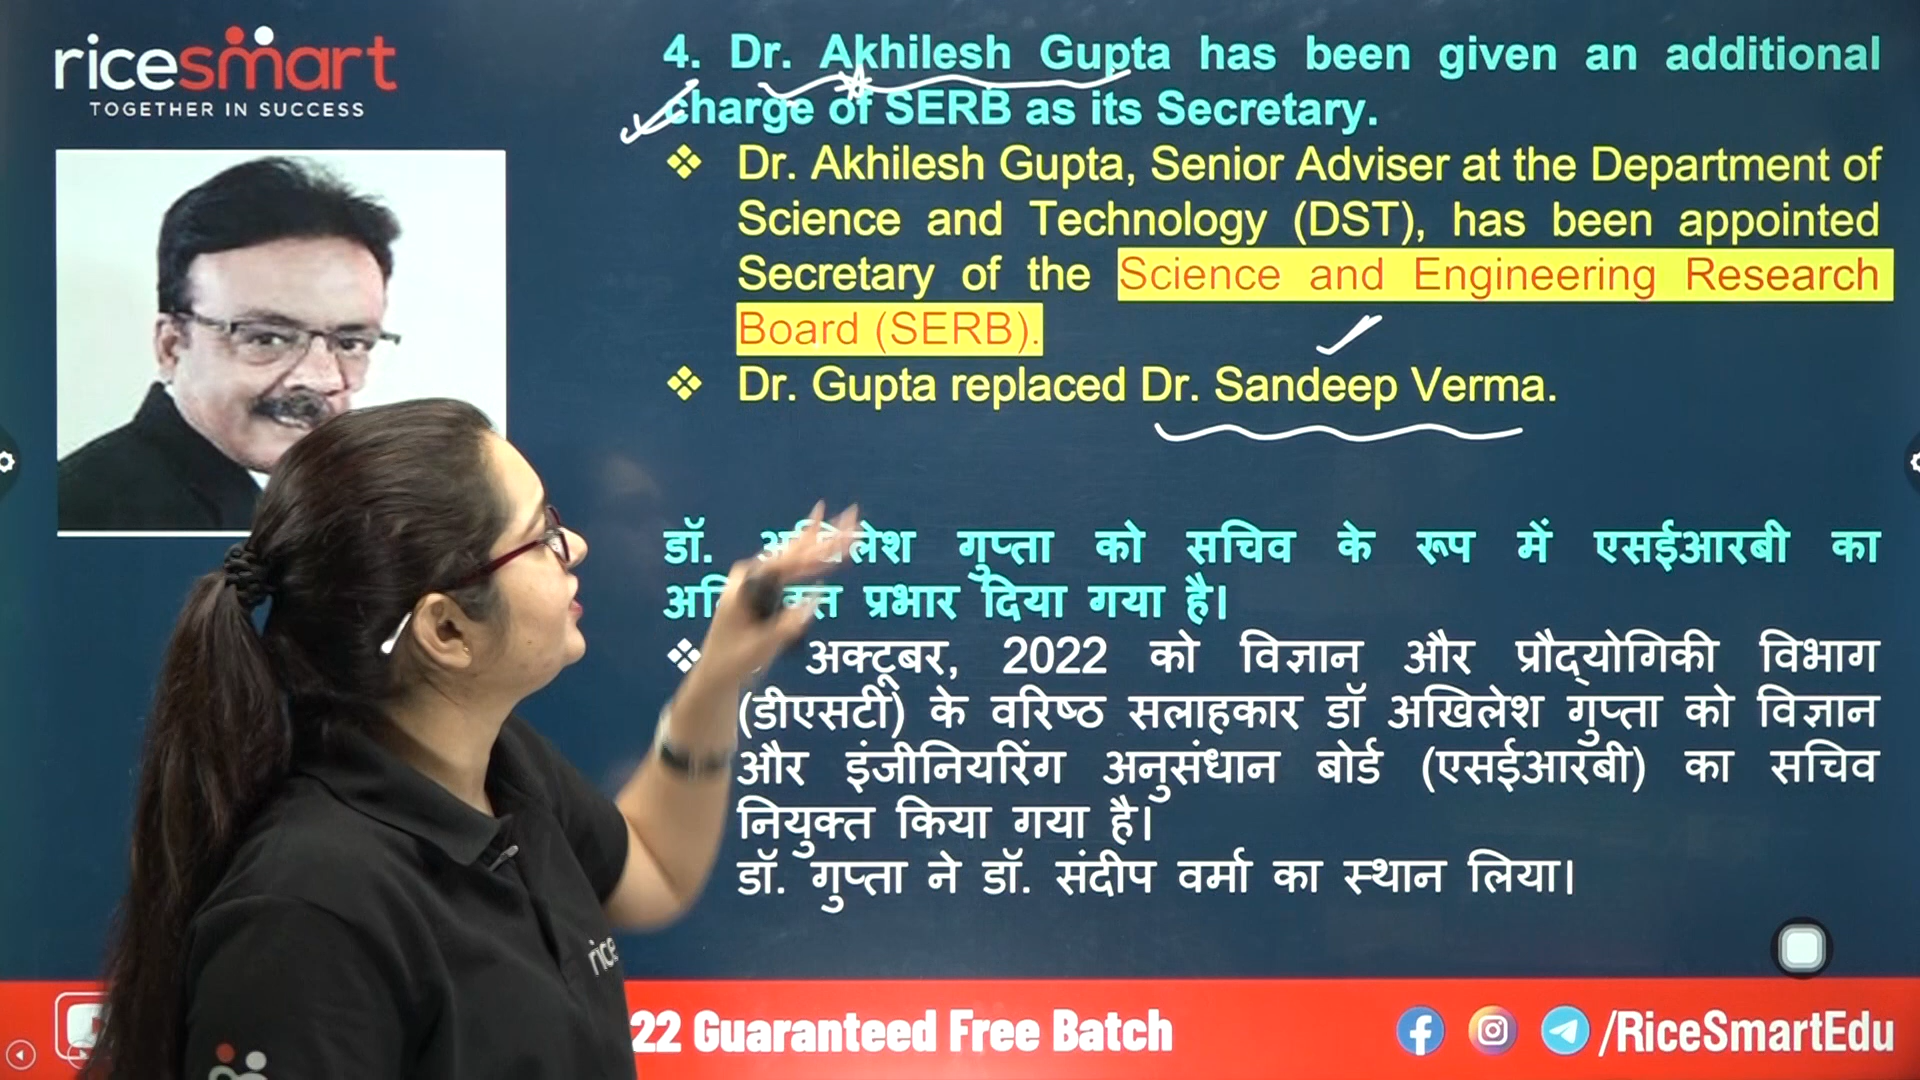 ricesmart
TOGETHER IN SUCCESS
4. Dr. Akhilesh Gupta has been given an additional
charge of SERB as its Secretary.
Dr. Akhilesh Gupta, Senior Adviser at the Department of
Science and Technology (DST), has been appointed
Secretary of the Science and Engineering Research
Board (SERB).
Dr. Gupta replaced Dr. Sandeep Verma.
डॉ. अखिलेश गुप्ता को सचिव के रूप में एसईआरबी का
प्रभार दिया गया है।
अक्टूबर, 2022 को विज्ञान और प्रौद्योगिकी विभाग
(डीएसटी) के वरिष्ठ सलाहकार डॉ अखिलेश गुप्ता को विज्ञान
और इंजीनियरिंग अनुसंधान बोर्ड (एसईआरबी) का सचिव
नियुक्त किया गया है।
डॉ. गुप्ता ने डॉ. संदीप वर्मा का स्थान लिया।
rice
22 Guaranteed Free Batch
/RiceSmartEdu